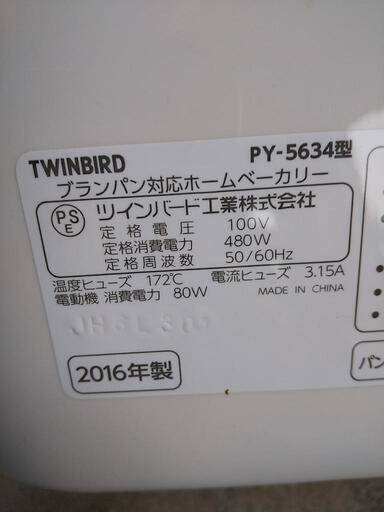 TWINBIRD PY-5634型
ブランパン対応ホームベーカリー
PS
E
ツインバード工業株式会社
定格電圧 100V
定格消費電力 480W
定格周波数 50/60Hz
温度ヒューズ 172℃ 電流ヒューズ 3.15A
電動機 消費電力 80W MADE IN CHINA
2016年製
パン